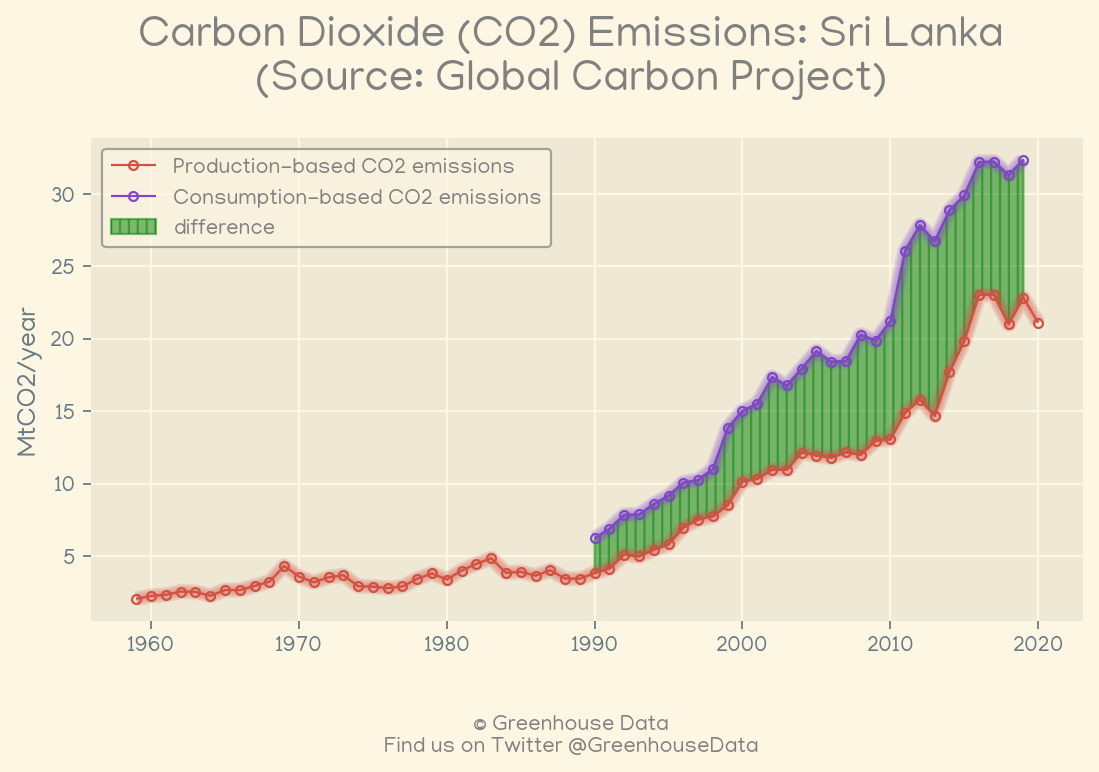 Carbon Dioxide (CO2) Emissions: Sri Lanka
(Source: Global Carbon Project)
Production-based CO2 emissions
Consumption-based CO2 emissions
difference
MtCO2/year
30
25
20
15
10
5
1960 1970 1980 1990 2000 2010 2020
© Greenhouse Data
Find us on Twitter @GreenhouseData